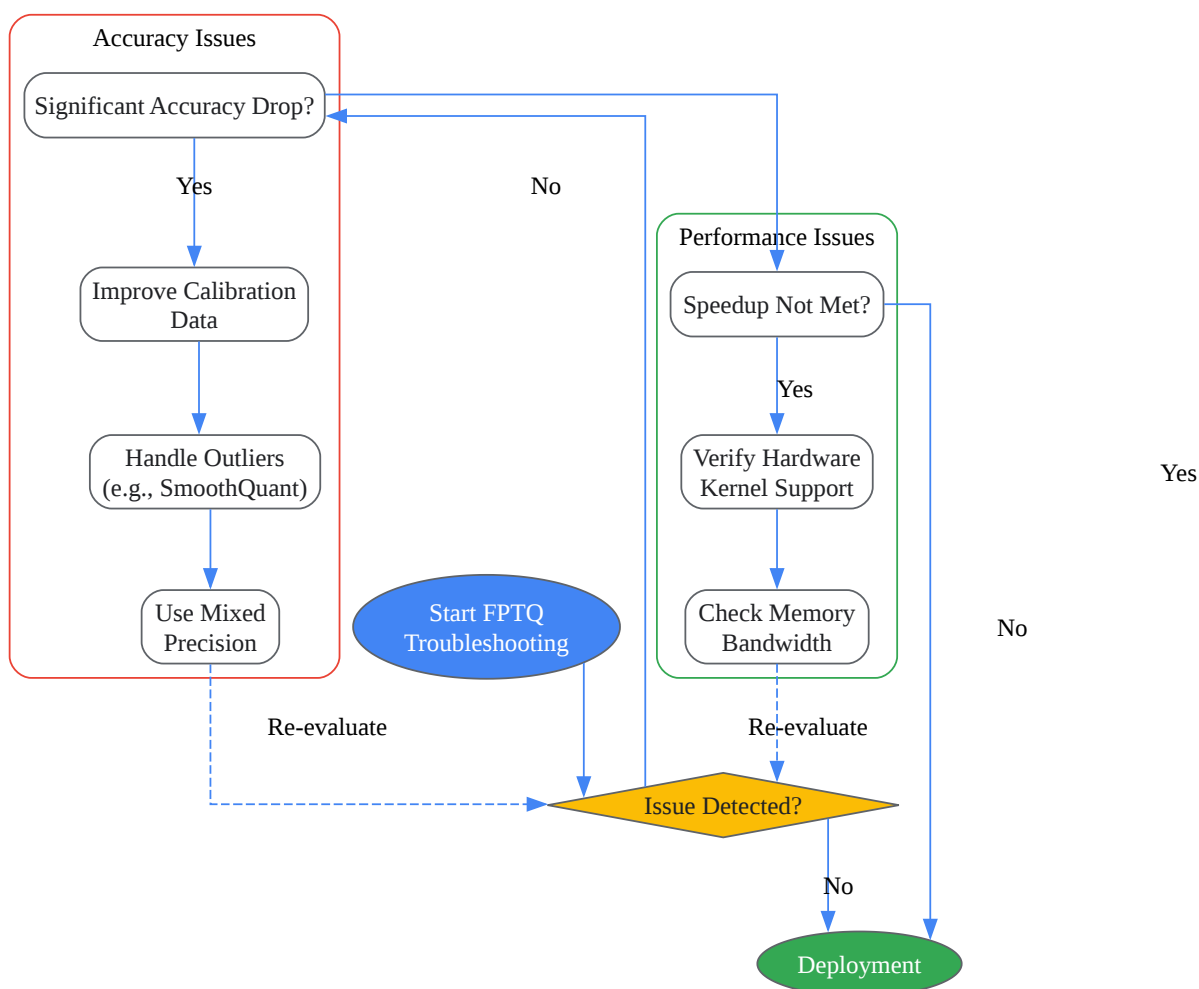 Accuracy Issues
Significant Accuracy Drop?
Yes
No
Performance Issues
Improve Calibration
Data
Speedup Not Met?
Yes
Handle Outliers
(e.g., SmoothQuant)
Verify Hardware
Kernel Support
Yes
Use Mixed
Precision
Start FPTQ
Troubleshooting
Check Memory
Bandwidth
No
Re-evaluate
Re-evaluate
Issue Detected?
No
Deployment